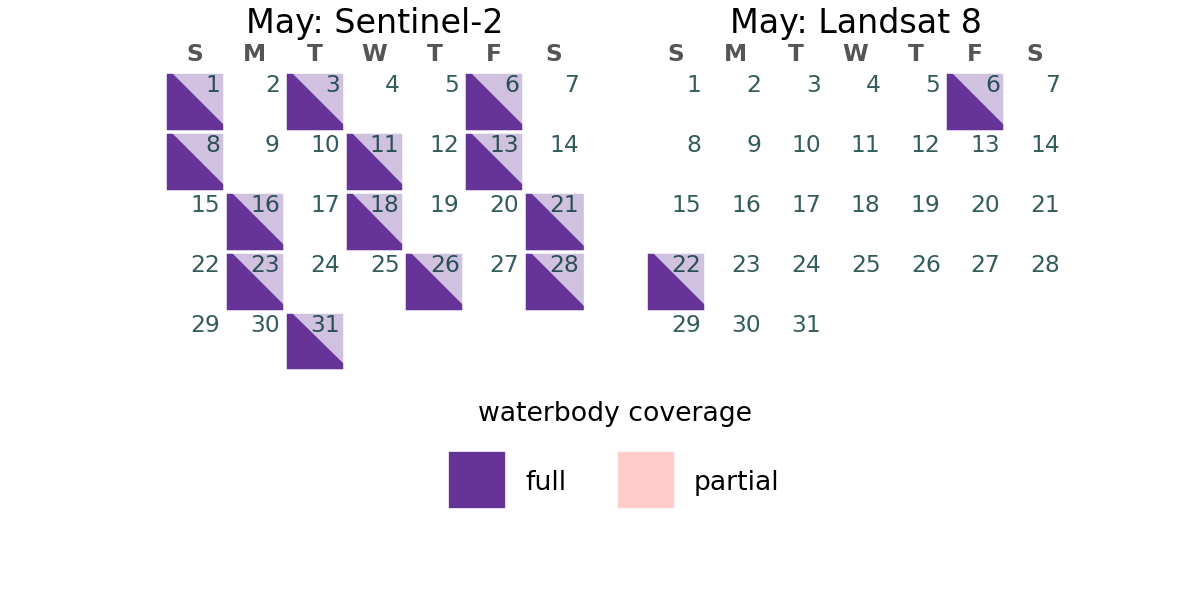 May: Sentinel-2
S M T W T F S
1 2 3 4 5 6 7
8 9 10 11 12 13 14
15 16 17 18 19 20 21
22 23 24 25 26 27 28
29 30 31
May: Landsat 8
S M T W T F S
1 2 3 4 5 6 7
8 9 10 11 12 13 14
15 16 17 18 19 20 21
22 23 24 25 26 27 28
29 30 31
waterbody coverage
full
partial